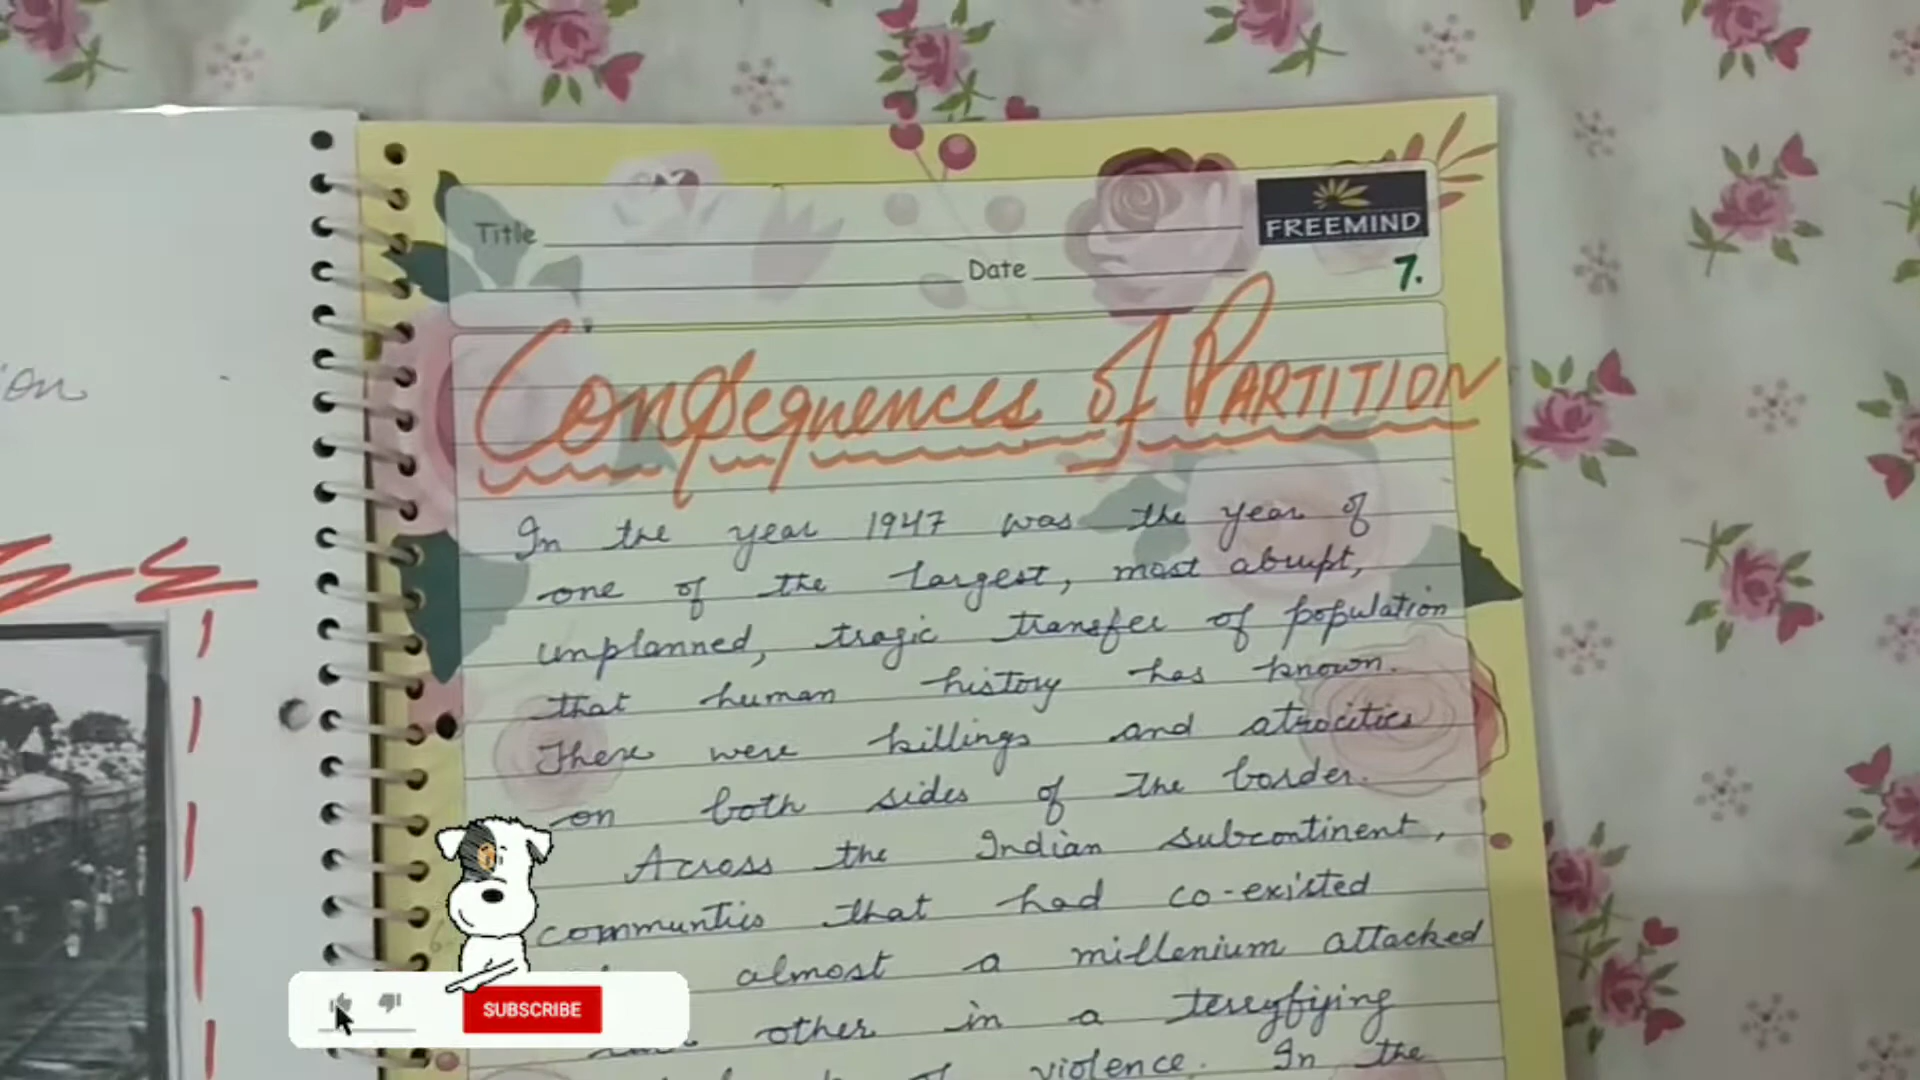 Title
FREEMIND
Date
7.
Consequences of PARTITION
In the year 1947 was the year of
one of the largest, most abrupt,
unplanned, tragic transfer of population
that human history has known.
There were killings and atrocities
on both sides of the border.
Across the Indian subcontinent,
communties that had co-existed
almost a millenium attacked
other in a terryfying
violence. In the
SUBSCRIBE